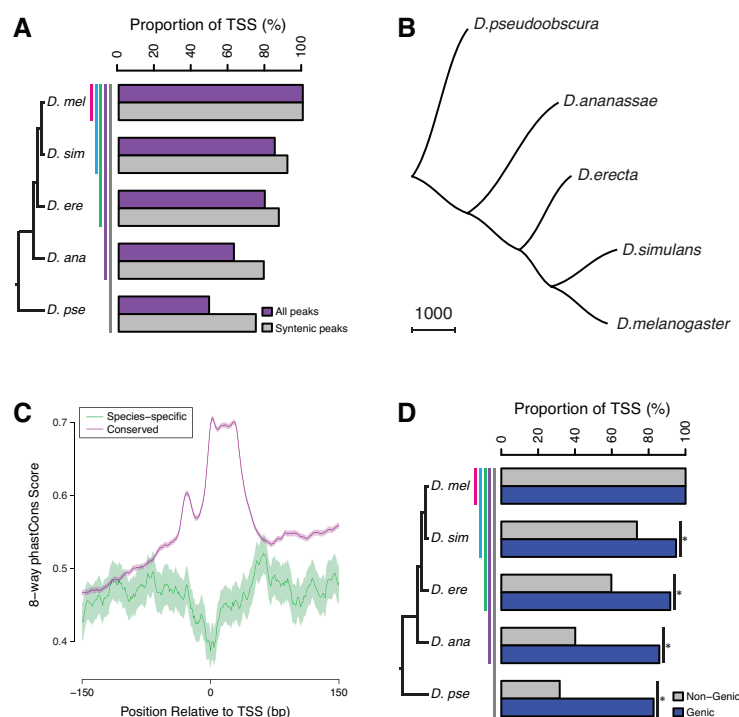 A
Proportion of TSS (%)
0 20 40 60 80 100
D. mel
D. sim
D. ere
D. ana
D. pse
All peaks
Syntenic peaks
B
D.pseudoobscura
D.ananassae
D.erecta
D.simulans
D.melanogaster
1000
C
Species−specific
Conserved
8−way phastCons Score
0.7
0.6
0.5
0.4
−150 0 150
Position Relative to TSS (bp)
D
Proportion of TSS (%)
0 20 40 60 80 100
D. mel
D. sim
*
D. ere
*
D. ana
*
D. pse
*
Non-Genic
Genic